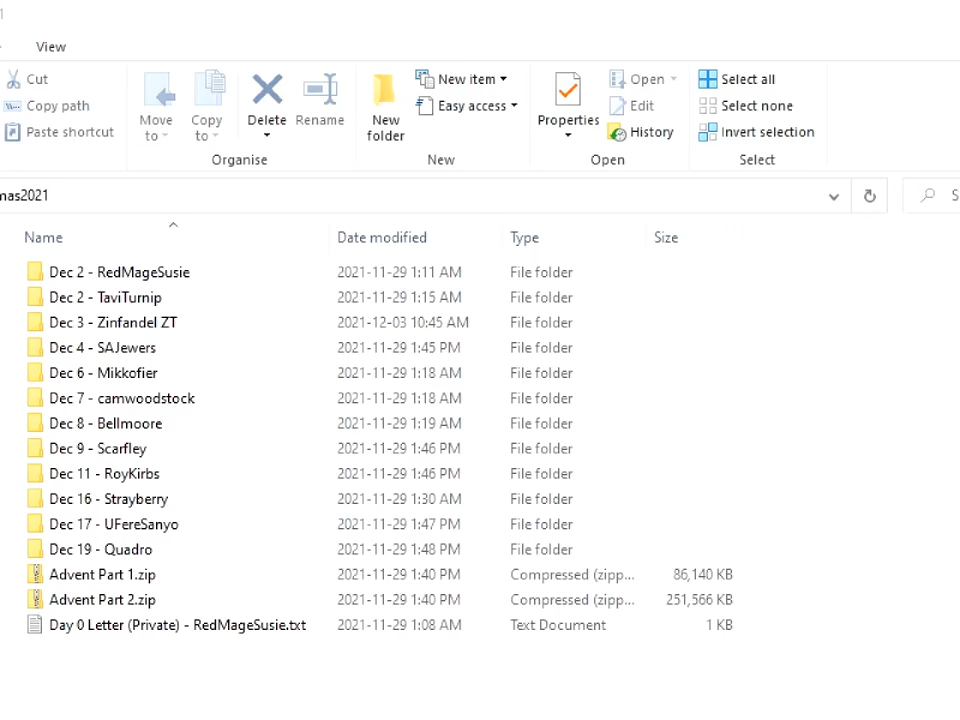 1
View
Cut
Copy path
Paste shortcut
Move to
Copy to
Delete
Rename
Organise
New folder
New item
Easy access
New
Properties
Open
Edit
History
Open
Select all
Select none
Invert selection
Select
mas2021
S
Name Date modified Type Size
Dec 2 - RedMageSusie 2021-11-29 1:11 AM File folder
Dec 2 - TaviTurnip 2021-11-29 1:15 AM File folder
Dec 3 - Zinfandel ZT 2021-12-03 10:45 AM File folder
Dec 4 - SAJewers 2021-11-29 1:45 PM File folder
Dec 6 - Mikkofier 2021-11-29 1:18 AM File folder
Dec 7 - camwoodstock 2021-11-29 1:18 AM File folder
Dec 8 - Bellmoore 2021-11-29 1:19 AM File folder
Dec 9 - Scarfley 2021-11-29 1:46 PM File folder
Dec 11 - RoyKirbs 2021-11-29 1:46 PM File folder
Dec 16 - Strayberry 2021-11-29 1:30 AM File folder
Dec 17 - UFereSanyo 2021-11-29 1:47 PM File folder
Dec 19 - Quadro 2021-11-29 1:48 PM File folder
Advent Part 1.zip 2021-11-29 1:40 PM Compressed (zipp... 86,140 KB
Advent Part 2.zip 2021-11-29 1:40 PM Compressed (zipp... 251,566 KB
Day 0 Letter (Private) - RedMageSusie.txt 2021-11-29 1:08 AM Text Document 1 KB